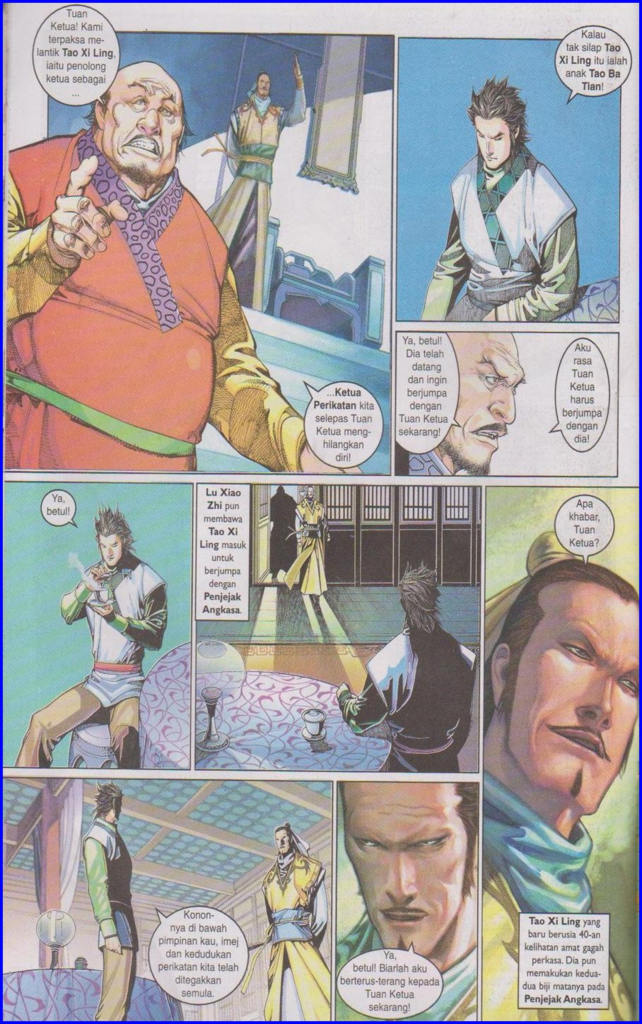 Tuan
Ketua! Kami
terpaksa me-
lantik Tao Xi Ling,
iaitu penolong
ketua sebagai
...
...Ketua
Perikatan kita
selepas Tuan
Ketua meng-
hilangkan
diri!
Kalau
tak silap Tao
Xi Ling itu ialah
anak Tao Ba
Tian!
Ya, betul!
Dia telah
datang
dan ingin
berjumpa
dengan
Tuan Ketua
sekarang!
Aku
rasa
Tuan
Ketua
harus
berjumpa
dengan
dia!
Ya,
betul!
Lu Xiao
Zhi pun
membawa
Tao Xi
Ling masuk
untuk
berjumpa
dengan
Penjejak
Angkasa.
Apa
khabar,
Tuan
Ketua?
Tao Xi Ling yang
baru berusia 40-an
kelihatan amat gagah
perkasa. Dia pun
memakukan kedua-
dua biji matanya pada
Penjejak Angkasa.
Konon-
nya di bawah
pimpinan kau, imej
dan kedudukan
perikatan kita telah
ditegakkan
semula.
Ya,
betul! Biarlah aku
berterus-terang kepada
Tuan Ketua
sekarang!